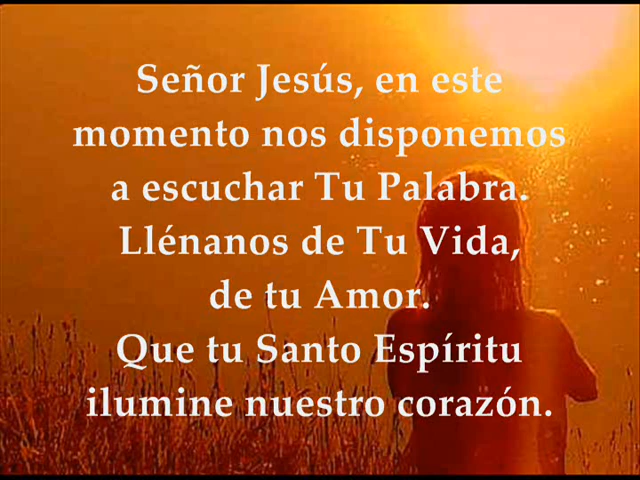 Señor Jesús, en este
momento nos disponemos
a escuchar Tu Palabra.
Llénanos de Tu Vida,
de tu Amor.
Que tu Santo Espíritu
ilumine nuestro corazón.